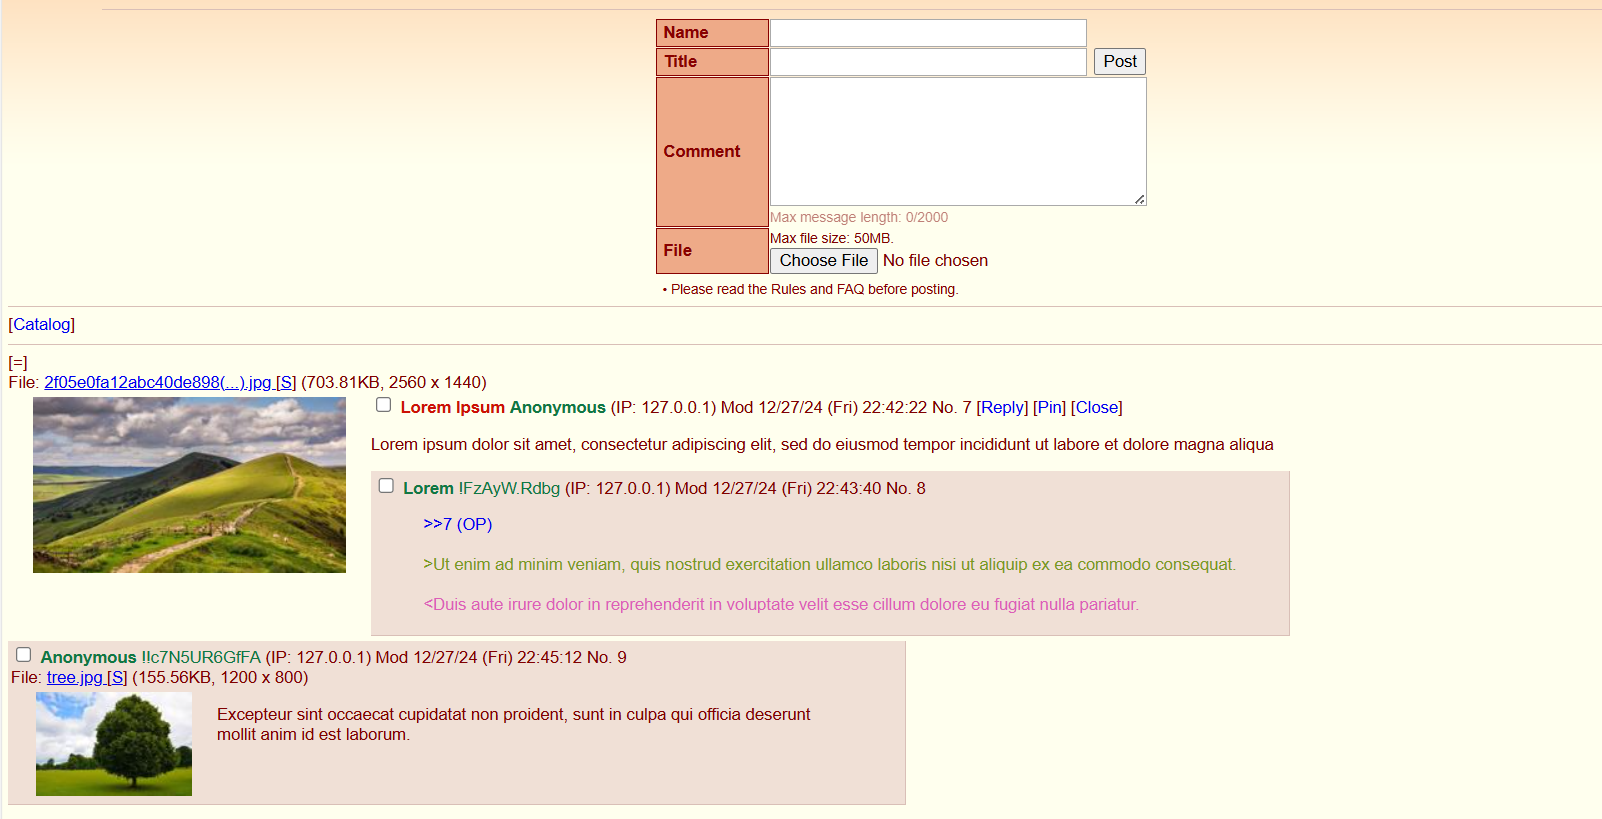 Name
Title Post
Comment
Max message length: 0/2000
File
Max file size: 50MB.
Choose File No file chosen
• Please read the Rules and FAQ before posting.
[Catalog]
[=]
File: 2f05e0fa12abc40de898(...).jpg [S] (703.81KB, 2560 x 1440)
Lorem Ipsum Anonymous (IP: 127.0.0.1) Mod 12/27/24 (Fri) 22:42:22 No. 7 [Reply] [Pin] [Close]
Lorem ipsum dolor sit amet, consectetur adipiscing elit, sed do eiusmod tempor incididunt ut labore et dolore magna aliqua
Lorem !FzAyW.Rdbg (IP: 127.0.0.1) Mod 12/27/24 (Fri) 22:43:40 No. 8
>>7 (OP)
>Ut enim ad minim veniam, quis nostrud exercitation ullamco laboris nisi ut aliquip ex ea commodo consequat.
<Duis aute irure dolor in reprehenderit in voluptate velit esse cillum dolore eu fugiat nulla pariatur.
Anonymous !!c7N5UR6GfFA (IP: 127.0.0.1) Mod 12/27/24 (Fri) 22:45:12 No. 9
File: tree.jpg [S] (155.56KB, 1200 x 800)
Excepteur sint occaecat cupidatat non proident, sunt in culpa qui officia deserunt
mollit anim id est laborum.